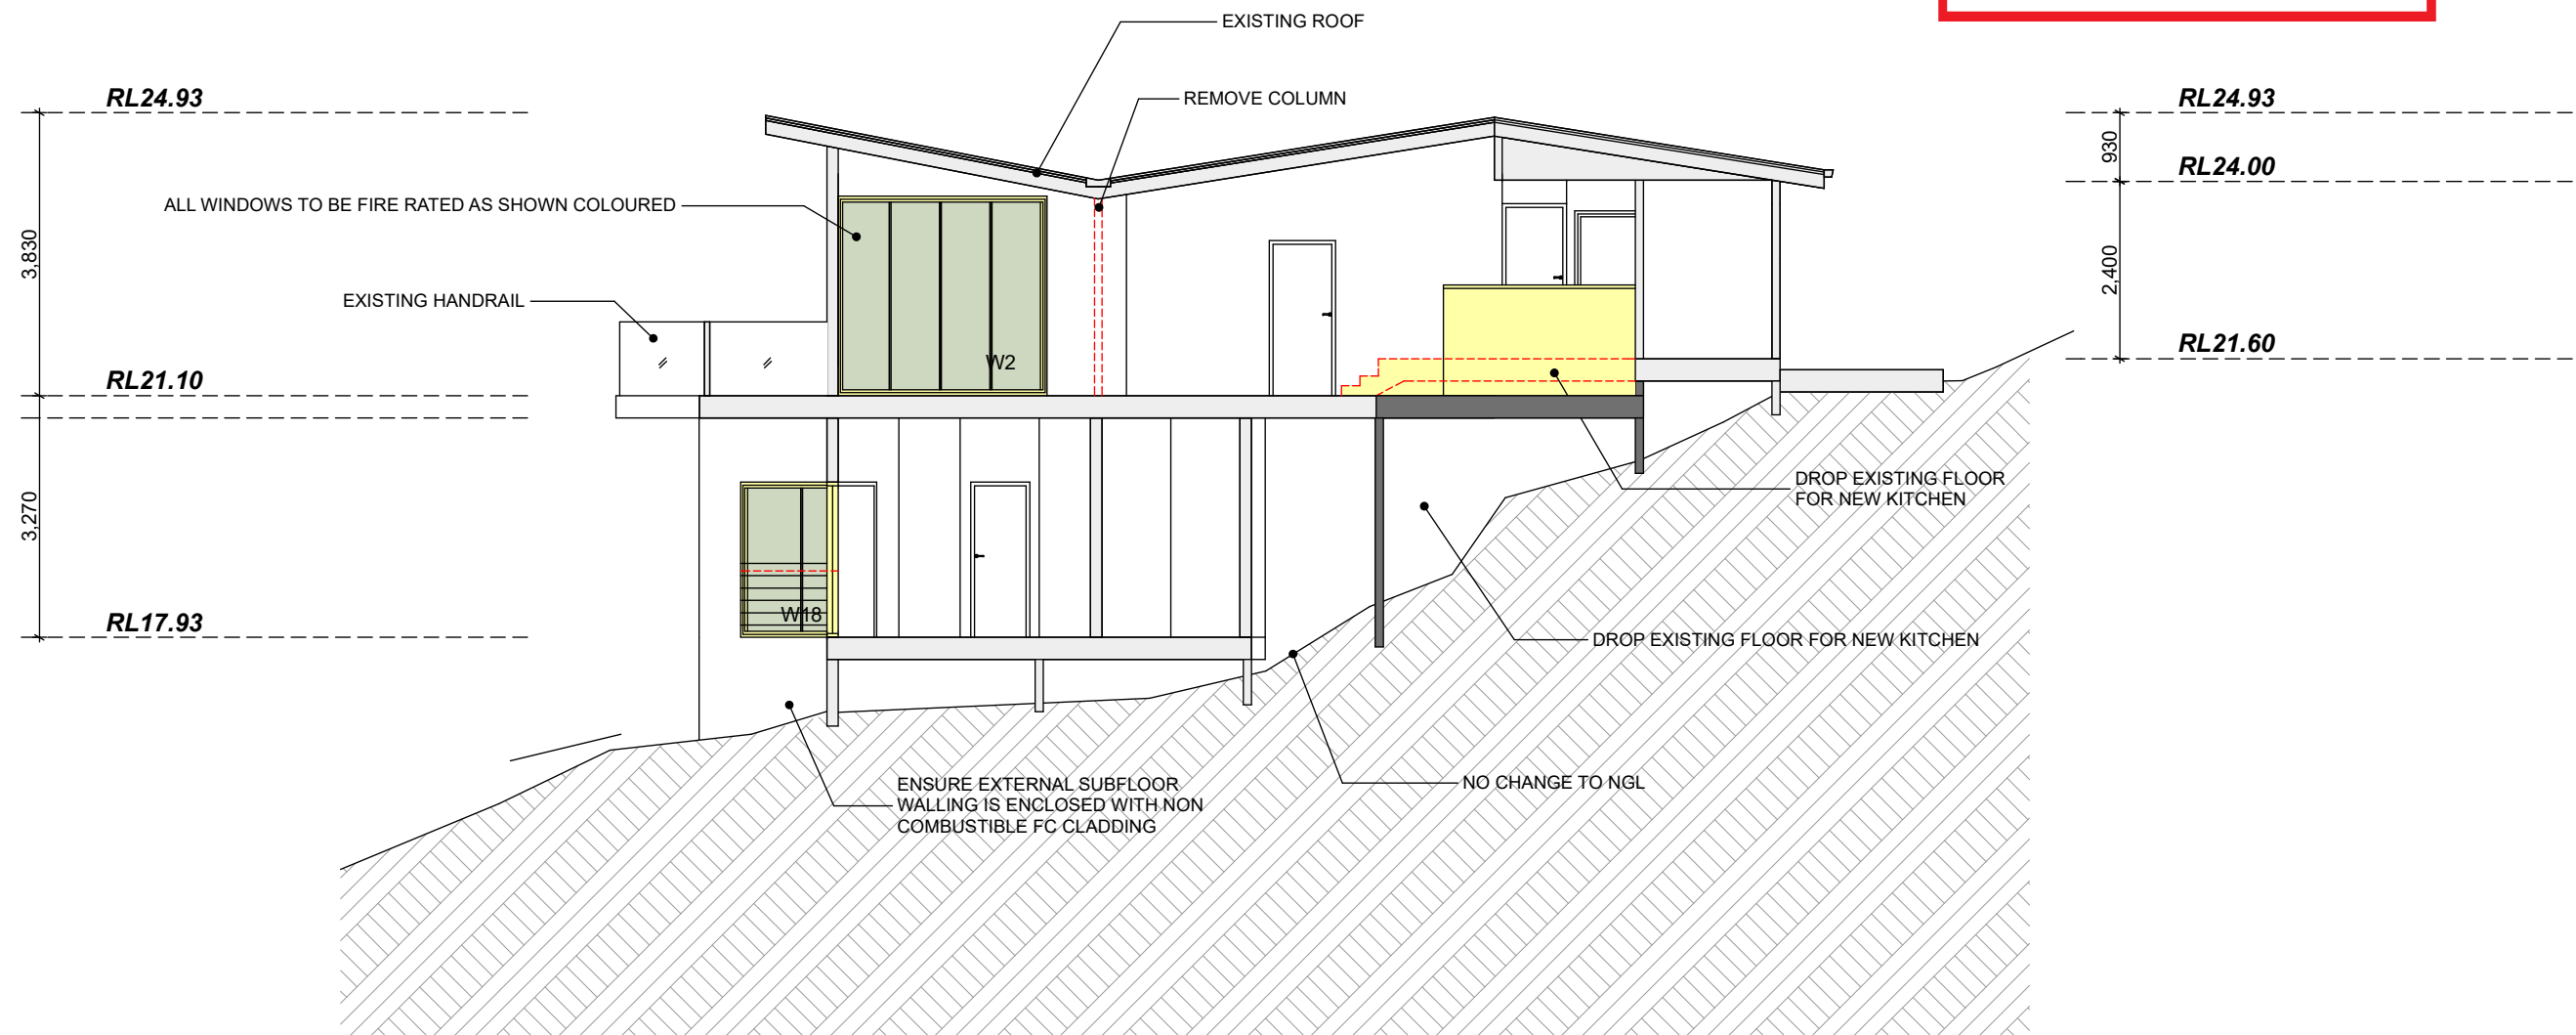 EXISTING ROOF
RL24.93
REMOVE COLUMN
RL24.93
930
RL24.00
ALL WINDOWS TO BE FIRE RATED AS SHOWN COLOURED
3,830
2,400
EXISTING HANDRAIL
W2
RL21.60
RL21.10
DROP EXISTING FLOOR
FOR NEW KITCHEN
3,270
W18
RL17.93
DROP EXISTING FLOOR FOR NEW KITCHEN
ENSURE EXTERNAL SUBFLOOR
WALLING IS ENCLOSED WITH NON
COMBUSTIBLE FC CLADDING
NO CHANGE TO NGL